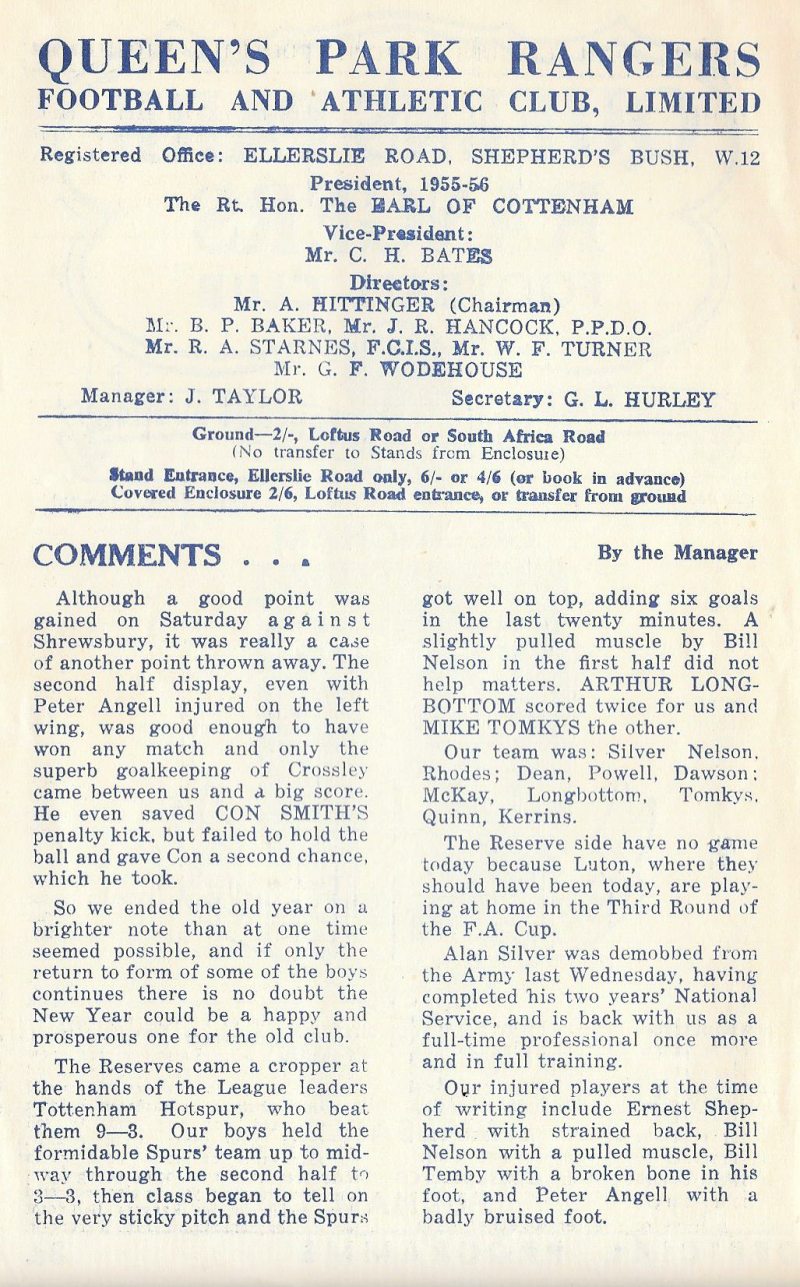 QUEEN'S PARK RANGERS
FOOTBALL AND ATHLETIC CLUB, LIMITED
Registered Office: ELLERSLIE ROAD, SHEPHERD'S BUSH, W.12
President, 1955-56
The Rt. Hon. The EARL OF COTTENHAM
Vice-President:
Mr. C. H. BATES
Directors:
Mr. A. HITTINGER (Chairman)
Mr. B. P. BAKER, Mr. J. R. HANCOCK, P.P.D.O.
Mr. R. A. STARNES, F.C.I.S., Mr. W. F. TURNER
Mr. G. F. WODEHOUSE
Manager: J. TAYLOR Secretary: G. L. HURLEY
Ground—2/-, Loftus Road or South Africa Road
(No transfer to Stands from Enclosure)
Stand Entrance, Ellerslie Road only, 6/- or 4/6 (or book in advance)
Covered Enclosure 2/6, Loftus Road entrance, or transfer from ground
COMMENTS . . .
By the Manager
Although a good point was
gained on Saturday against
Shrewsbury, it was really a case
of another point thrown away. The
second half display, even with
Peter Angell injured on the left
wing, was good enough to have
won any match and only the
superb goalkeeping of Crossley
came between us and a big score.
He even saved CON SMITH'S
penalty kick, but failed to hold the
ball and gave Con a second chance,
which he took.
So we ended the old year on a
brighter note than at one time
seemed possible, and if only the
return to form of some of the boys
continues there is no doubt the
New Year could be a happy and
prosperous one for the old club.
The Reserves came a cropper at
the hands of the League leaders
Tottenham Hotspur, who beat
them 9—3. Our boys held the
formidable Spurs' team up to mid-
way through the second half to
3—3, then class began to tell on
the very sticky pitch and the Spurs
got well on top, adding six goals
in the last twenty minutes. A
slightly pulled muscle by Bill
Nelson in the first half did not
help matters. ARTHUR LONG-
BOTTOM scored twice for us and
MIKE TOMKYS the other.
Our team was: Silver Nelson,
Rhodes; Dean, Powell, Dawson;
McKay, Longbottom, Tomkys,
Quinn, Kerrins.
The Reserve side have no game
today because Luton, where they
should have been today, are play-
ing at home in the Third Round of
the F.A. Cup.
Alan Silver was demobbed from
the Army last Wednesday, having
completed his two years' National
Service, and is back with us as a
full-time professional once more
and in full training.
Our injured players at the time
of writing include Ernest Shep-
herd with strained back, Bill
Nelson with a pulled muscle, Bill
Temby with a broken bone in his
foot, and Peter Angell with a
badly bruised foot.